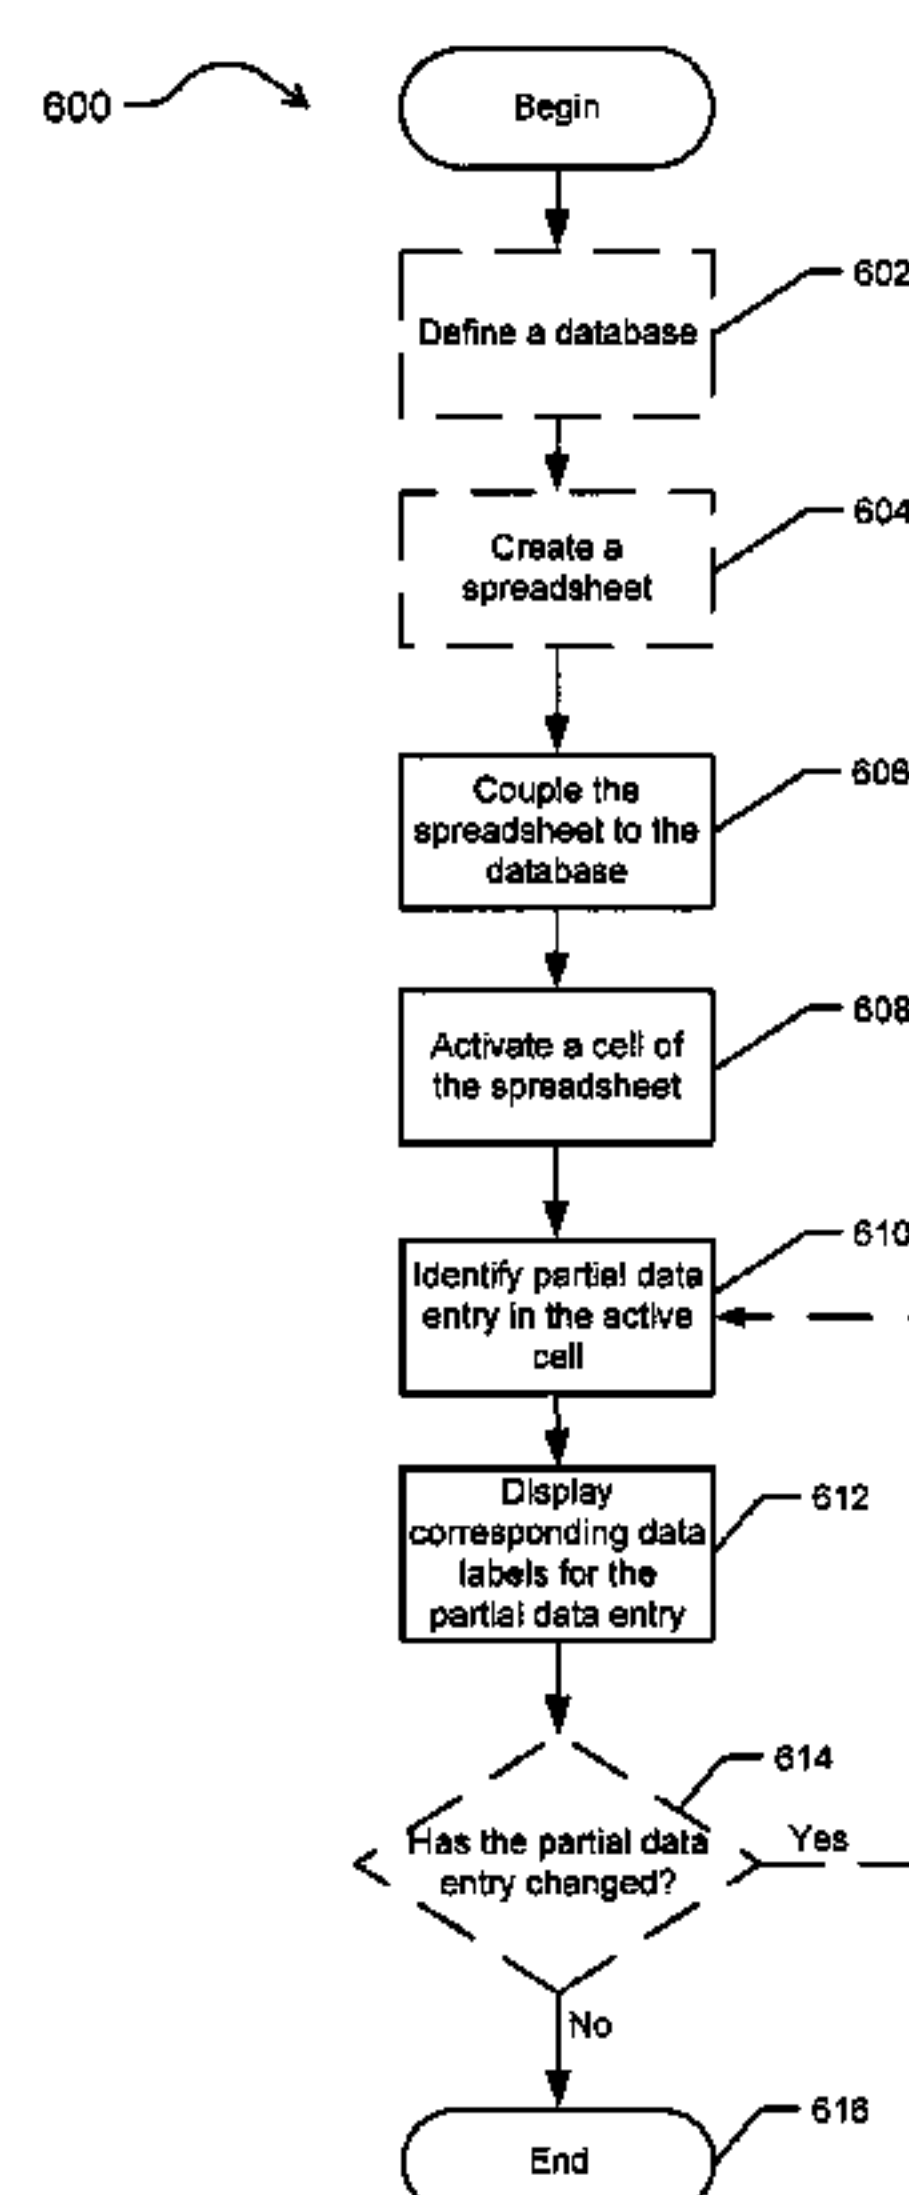 600
Begin
602
Define a database
604
Create a
spreadsheet
606
Couple the
spreadsheet to the
database
608
Activate a cell of
the spreadsheet
610
Identify partial data
entry in the active
cell
Display
612
corresponding data
labels for the
partial data entry
614
Has the partial data
Yes
entry changed?
No
616
End